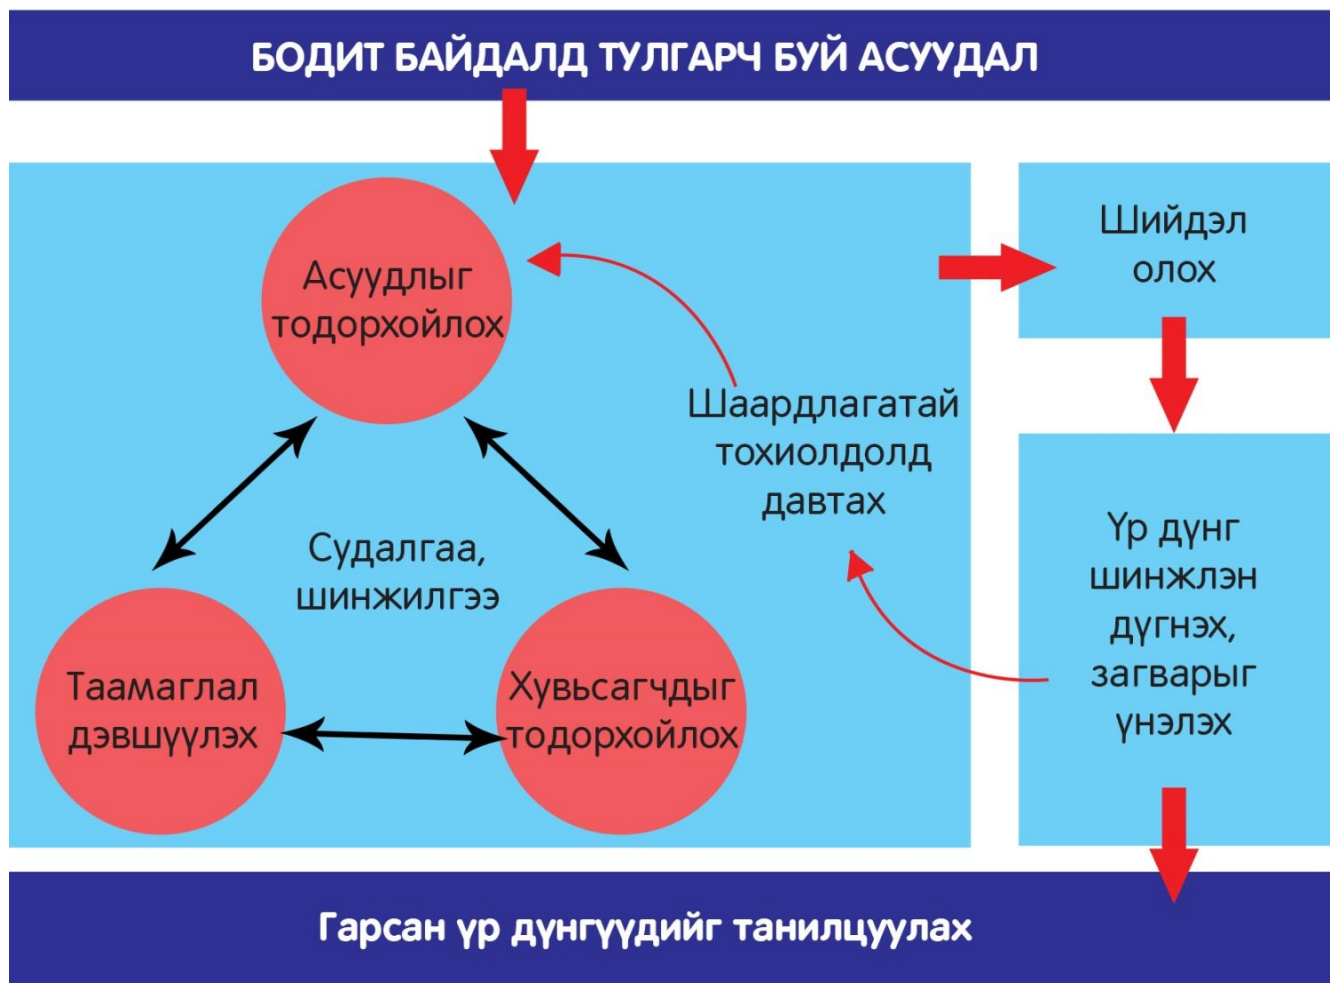 БОДИТ БАЙДАЛД ТУЛГАРЧ БУЙ АСУУДАЛ
Асуудлыг
тодорхойлох
Судалгаа,
шинжилгээ
Таамаглал
дэвшүүлэх
Хувьсагчдыг
тодорхойлох
Шаардлагатай
тохиолдолд
давтах
Шийдэл
олох
Үр дүнг
шинжлэн
дүгнэх,
загварыг
үнэлэх
Гарсан үр дүнгүүдийг танилцуулах